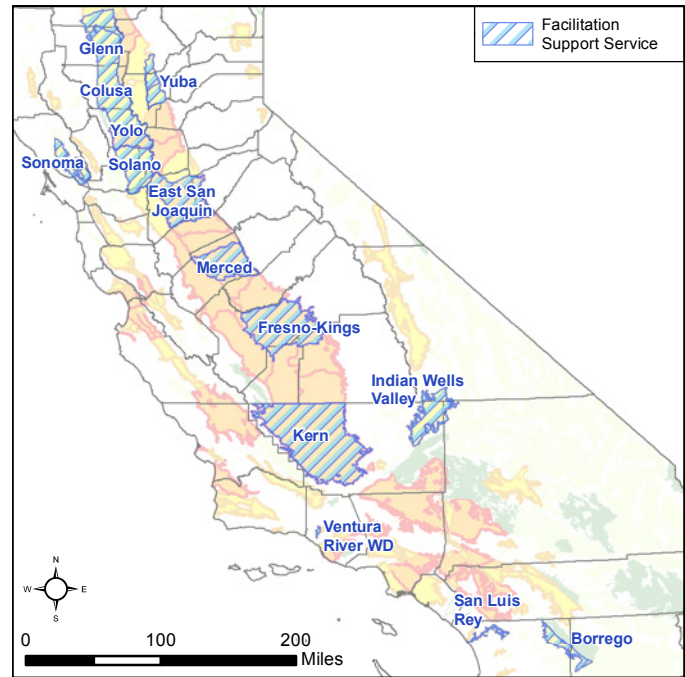 Facilitation
Support Service
Glenn
Yuba
Colusa
Yolo
Sonoma
Solano
East San
Joaquin
Merced
Fresno-Kings
Indian Wells
Valley
Kern
Ventura
River WD
N
W
E
S
San Luis
Rey
Borrego
0
100
200
Miles